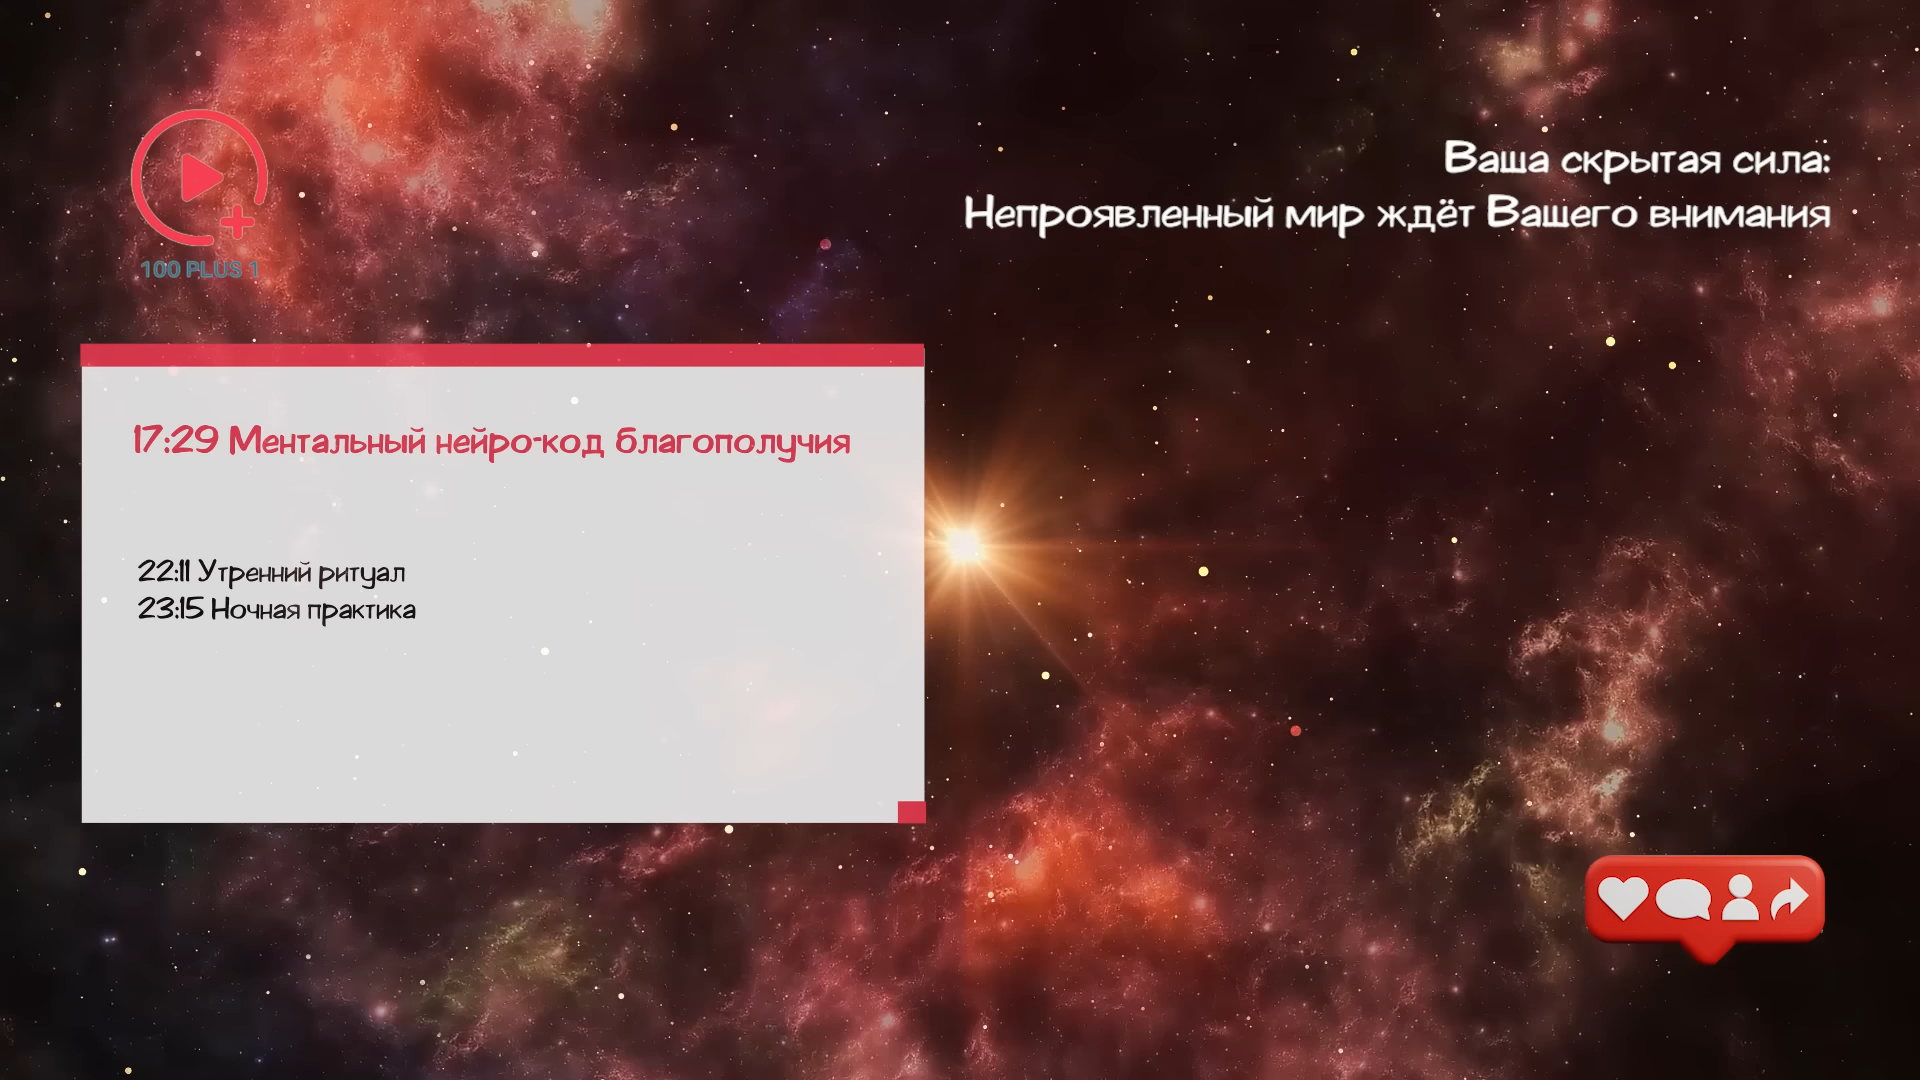 100 PLUS 1
Ваша скрытая сила:
Непроявленный мир ждёт Вашего внимания
17:29 Ментальный нейро-код благополучия
22:11 Утренний ритуал
23:15 Ночная практика